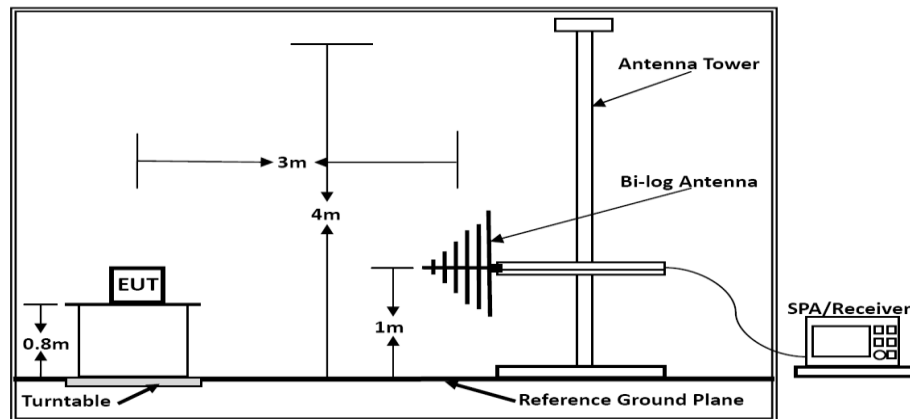 Antenna Tower
3m
Bi-log Antenna
4m
EUT
SPA/Receiver
0.8m
1m
Turntable
Reference Ground Plane